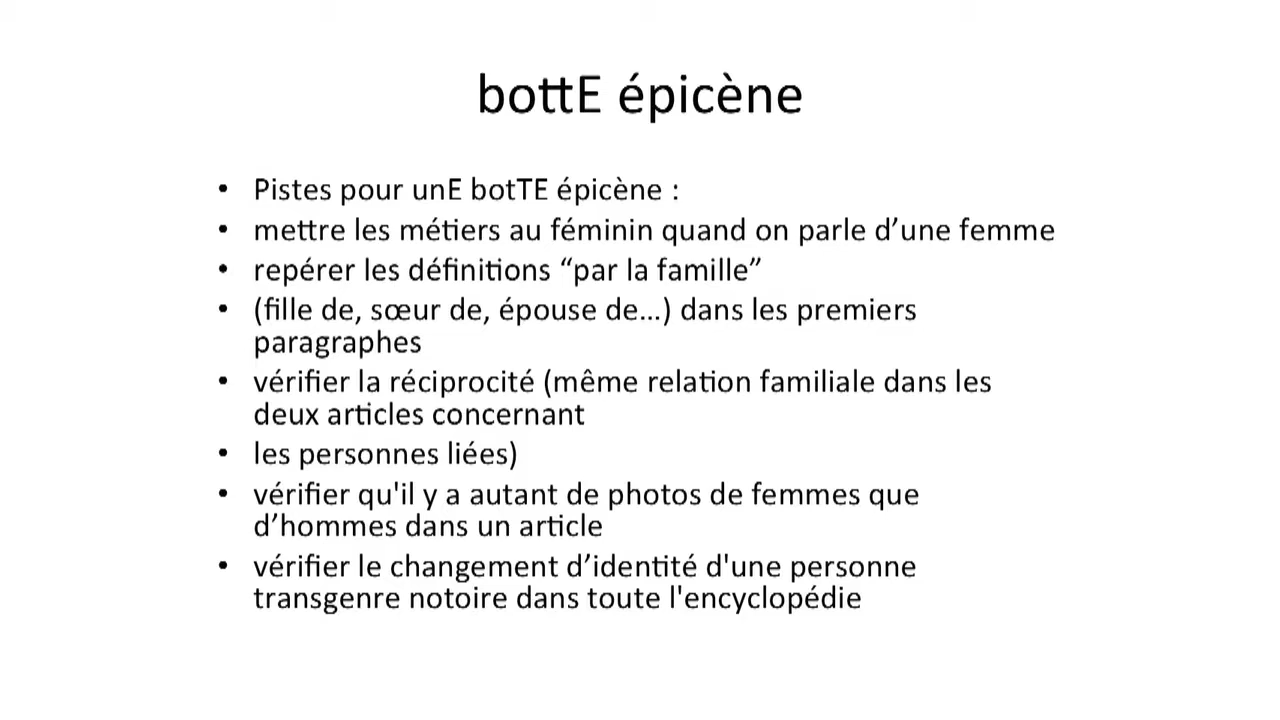 bottE épicène
• Pistes pour unE botTE épicène :
• mettre les métiers au féminin quand on parle d’une femme
• repérer les définitions “par la famille”
• (fille de, sœur de, épouse de…) dans les premiers
paragraphes
• vérifier la réciprocité (même relation familiale dans les
deux articles concernant
• les personnes liées)
• vérifier qu'il y a autant de photos de femmes que
d’hommes dans un article
• vérifier le changement d’identité d'une personne
transgenre notoire dans toute l'encyclopédie